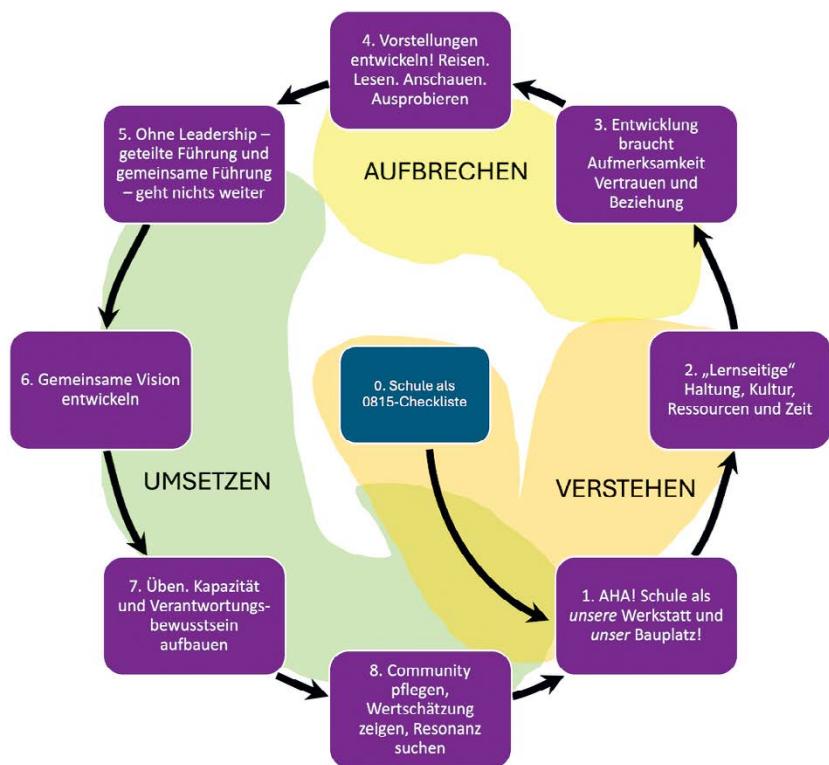 4. Vorstellungen
entwickeln! Reisen.
Lesen. Anschauen.
Ausprobieren
5. Ohne Leadership –
geteilte Führung und
gemeinsame Führung
– geht nichts weiter
3. Entwicklung
braucht
Aufmerksamkeit
Vertrauen und
Beziehung
AUFBRECHEN
6. Gemeinsame Vision
entwickeln
0. Schule als
0815-Checkliste
2. „Lernseitige“
Haltung, Kultur,
Ressourcen und Zeit
UMSETZEN
VERSTEHEN
7. Üben. Kapazität
und Verantwortungs-
bewusstsein
aufbauen
1. AHA! Schule als
unsere Werkstatt und
unser Bauplatz!
8. Community
pflegen,
Wertschätzung
zeigen, Resonanz
suchen